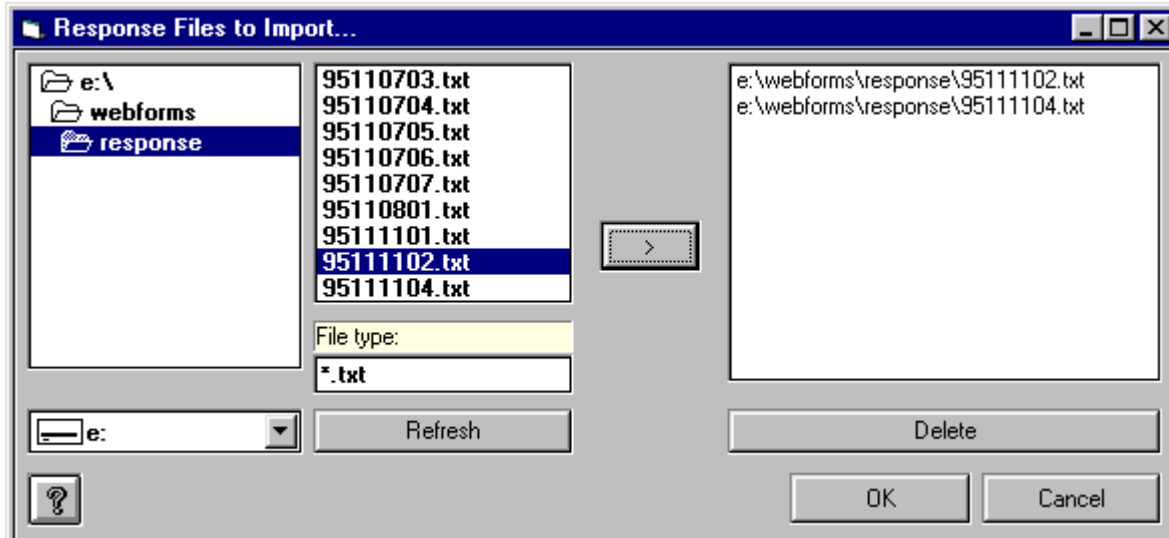 Response Files to Import...
e:\
webforms
response
95110703.txt
95110704.txt
95110705.txt
95110706.txt
95110707.txt
95110801.txt
95111101.txt
95111102.txt
95111104.txt
File type:
*.txt
e:
Refresh
>
e:\webforms\response\95111102.txt
e:\webforms\response\95111104.txt
Delete
?
OK
Cancel